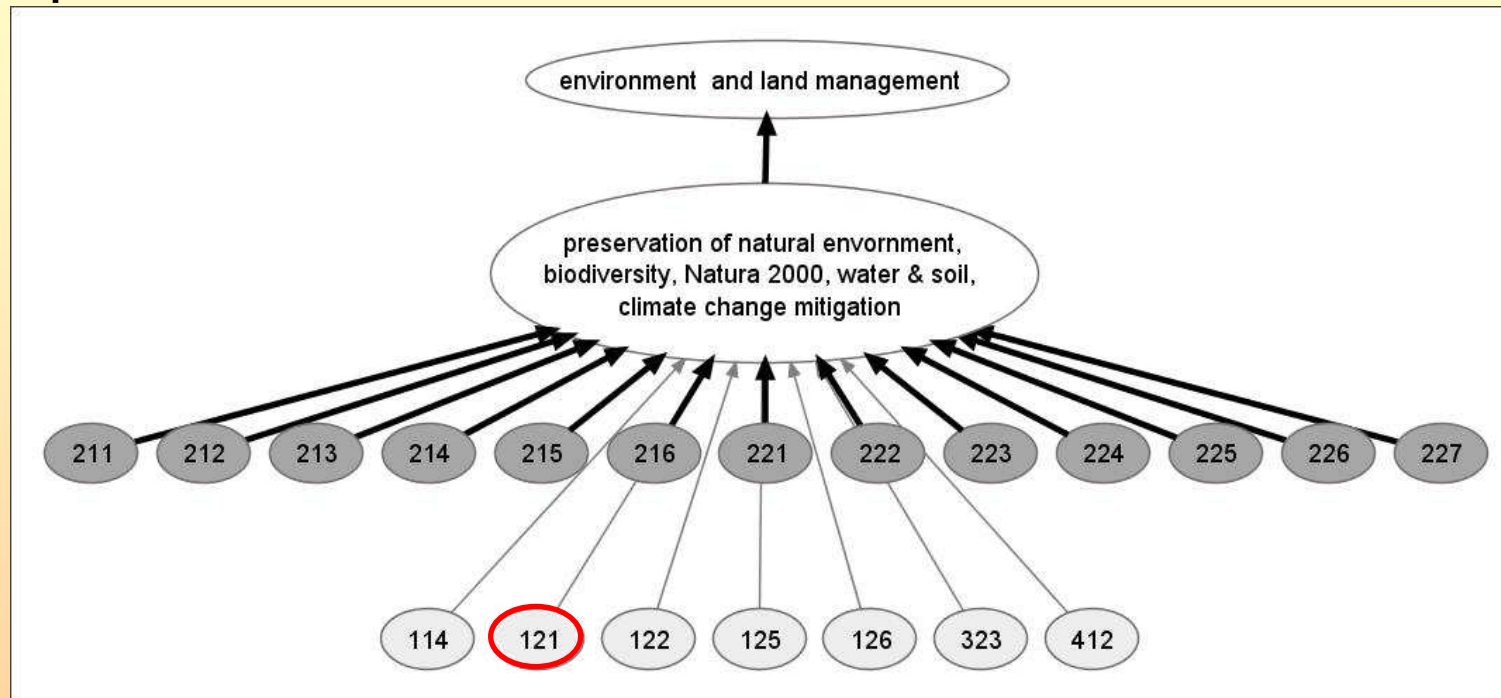 environment and land management
preservation of natural envornment,
biodiversity, Natura 2000, water & soil,
climate change mitigation
211 212 213 214 215 216 221 222 223 224 225 226 227
114 121 122 125 126 323 412